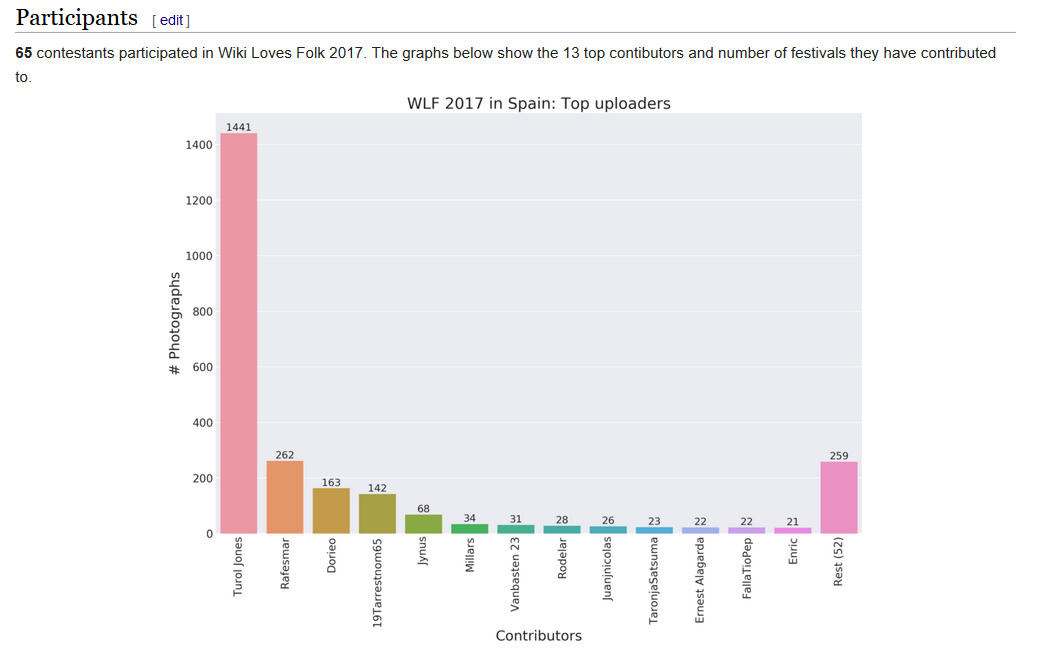 Participants [ edit ]
65 contestants participated in Wiki Loves Folk 2017. The graphs below show the 13 top contibutors and number of festivals they have contributed
to.
WLF 2017 in Spain: Top uploaders
# Photographs
1400
1200
1000
800
600
400
200
0
1441
262
163
142
68
34
31
28
26
23
22
22
21
259
Turol Jones
Rafesmar
Dorieo
19Tarrestnom65
Jynus
Millars
Vanbasten 23
Rodelar
Juanjnicolas
TaronjaSatsuma
Ernest Alagarda
FallaTioPep
Enric
Rest (52)
Contributors